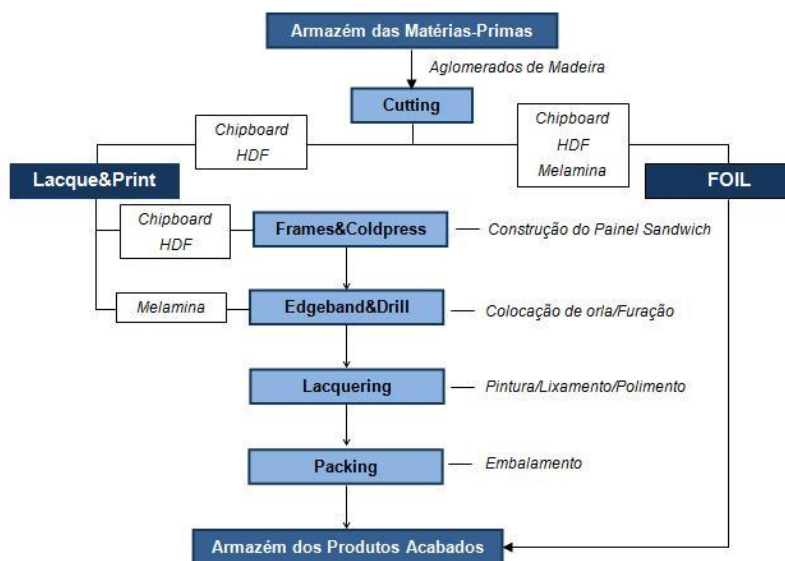 Armazém das Matérias-Primas
Aglomerados de Madeira
Cutting
Chipboard
HDF
Chipboard
HDF
Melamina
Lacque&Print
FOIL
Chipboard
HDF
Frames&Coldpress
Construção do Painel Sandwich
Melamina
Edgeband&Drill
Colocação de orla/Furação
Lacquering
Pintura/Lixamento/Polimento
Packing
Embalamento
Armazém dos Produtos Acabados